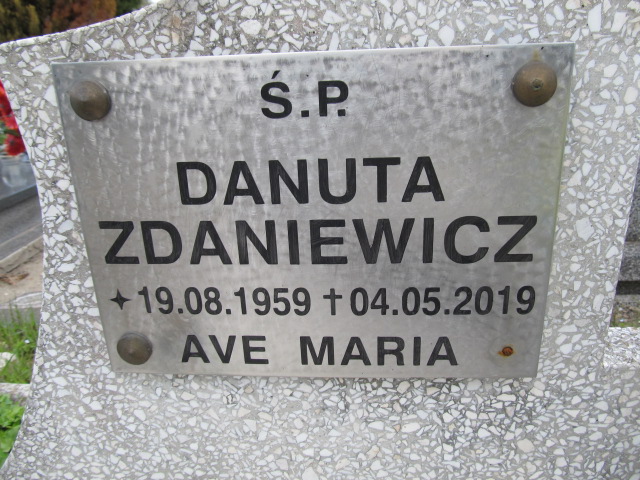 Ś.P.
DANUTA
ZDANIEWICZ
✦19.08.1959 †04.05.2019
AVE MARIA